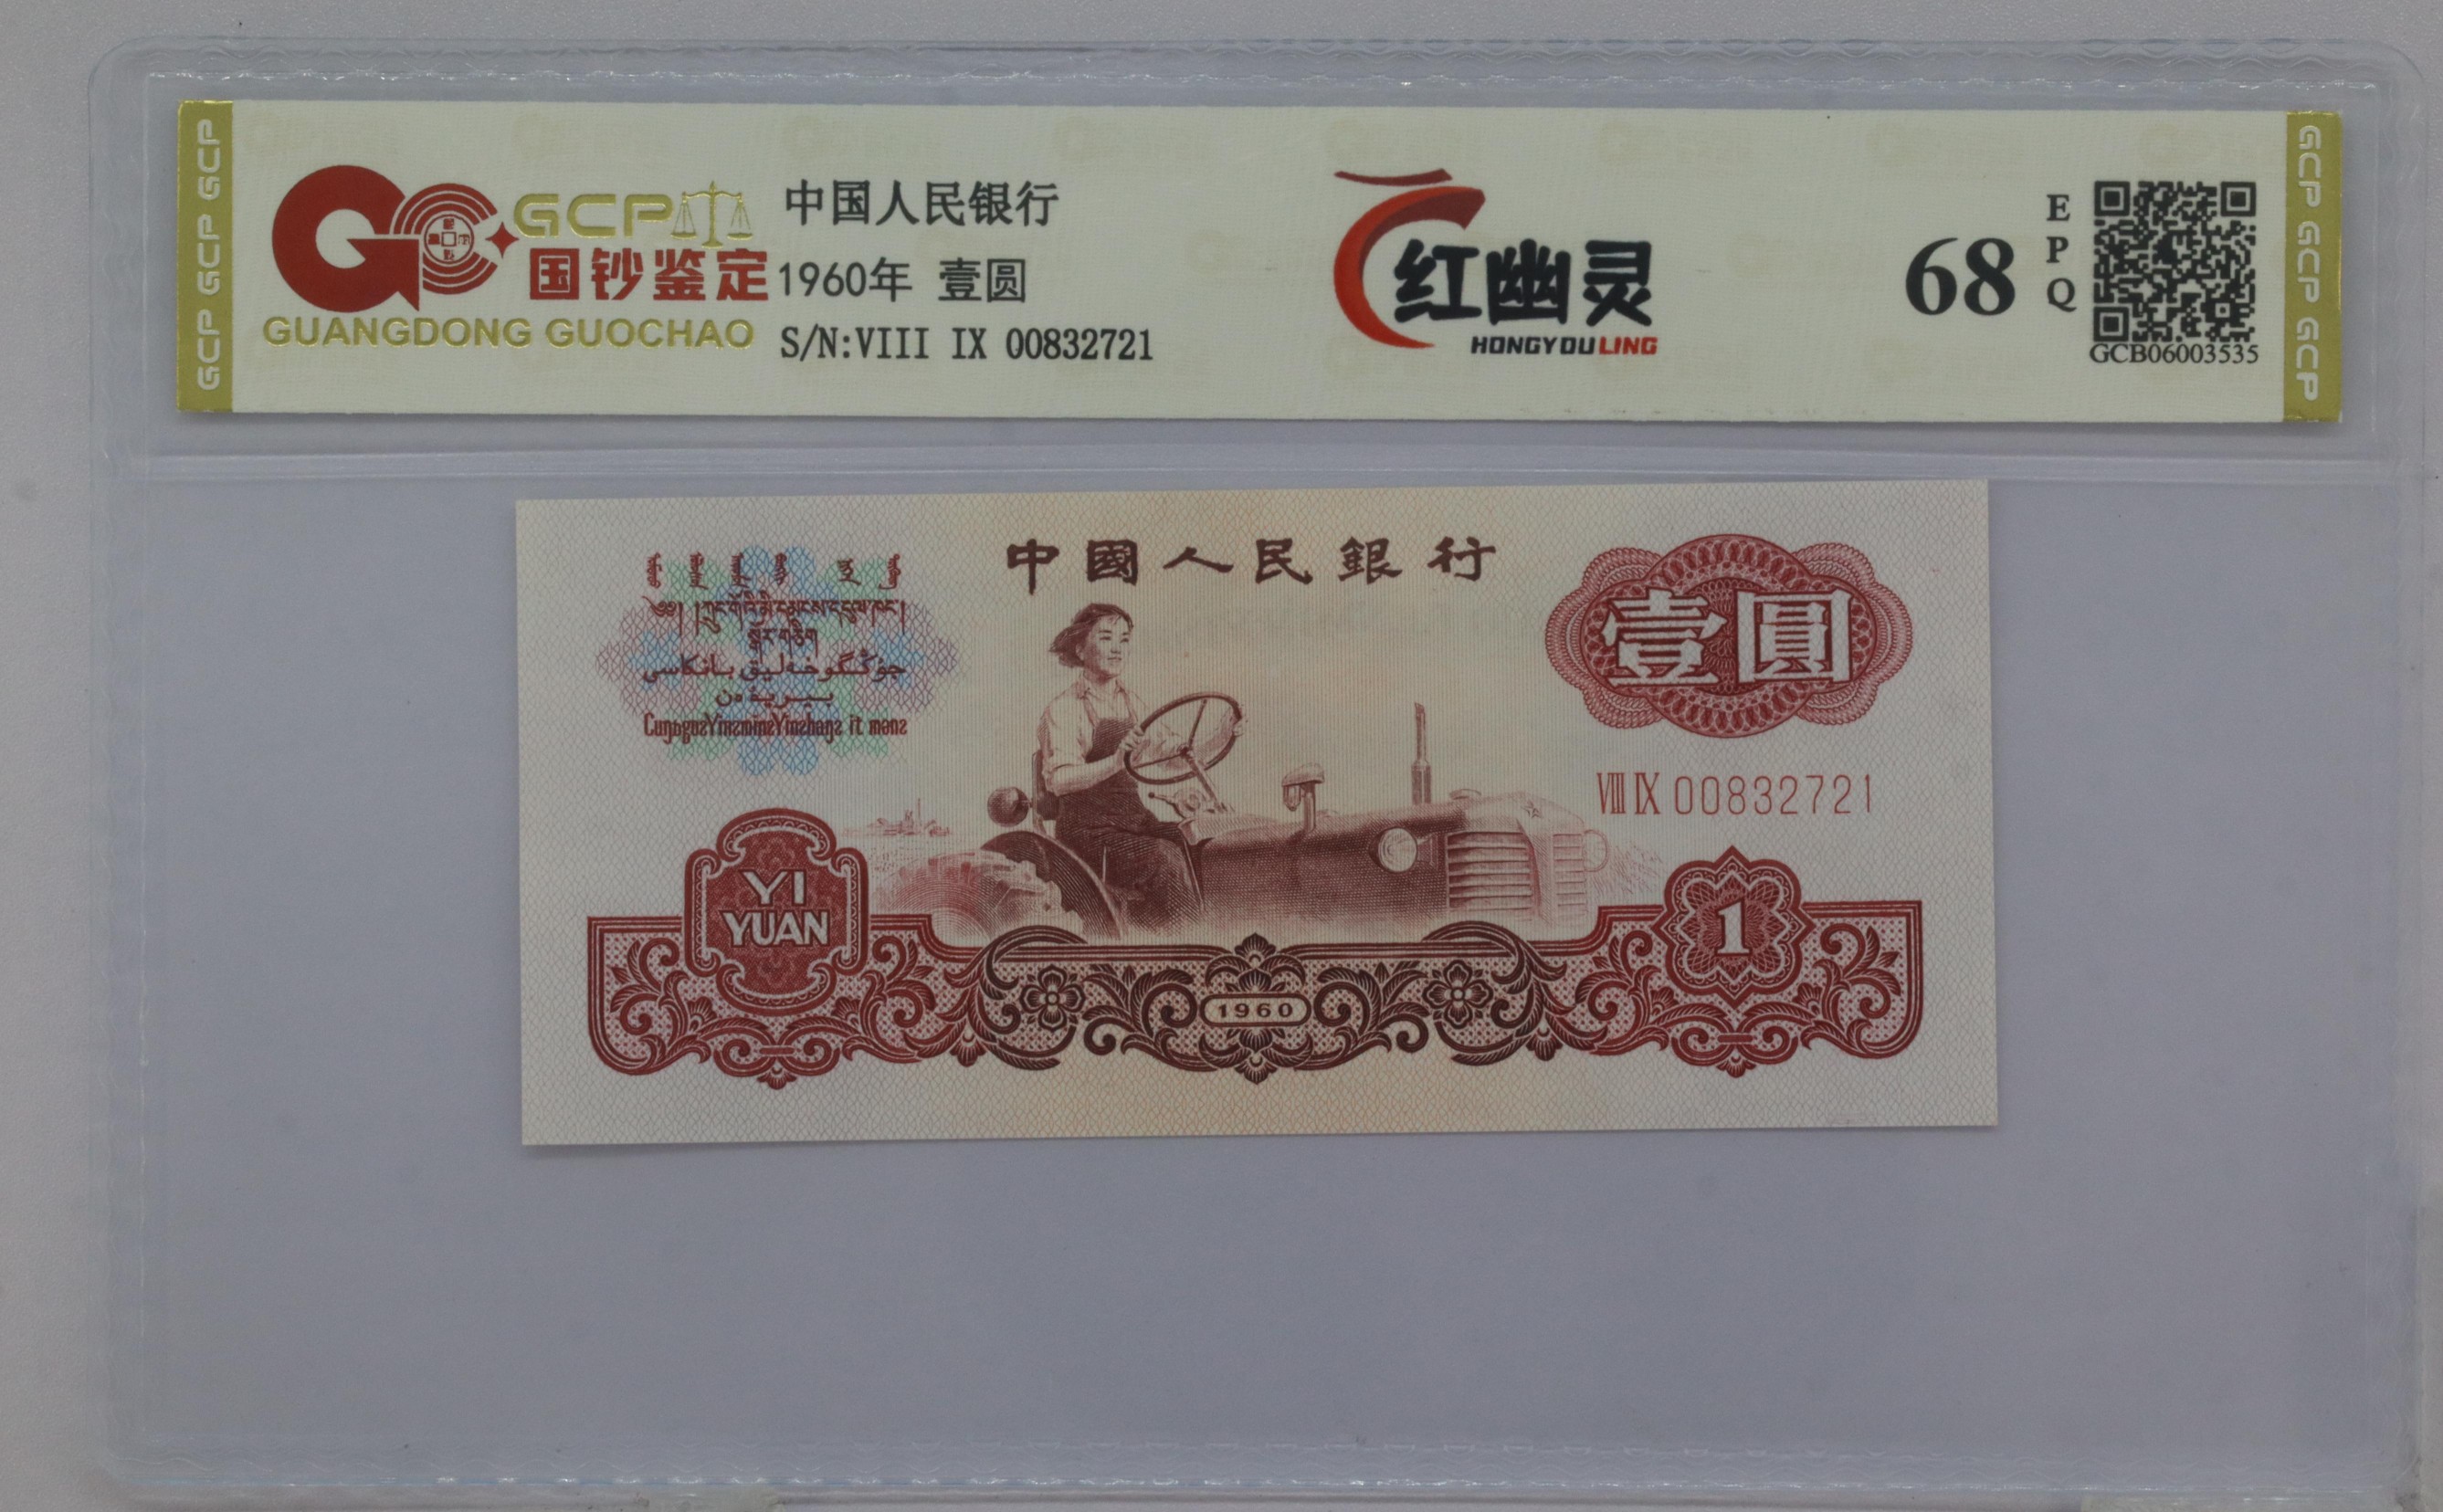 GCP GCP GCP
GCP
国钞鉴定
GUANGDONG GUOCHAO
中国人民银行
1960年 壹圆
S/N:VIII IX 00832721
红幽灵
HONGYOULING
68
EPQ
GCB06003535
GCP GCP GCP
中國人民銀行
壹圓
VIII IX 00832721
YI
YUAN
1960
1